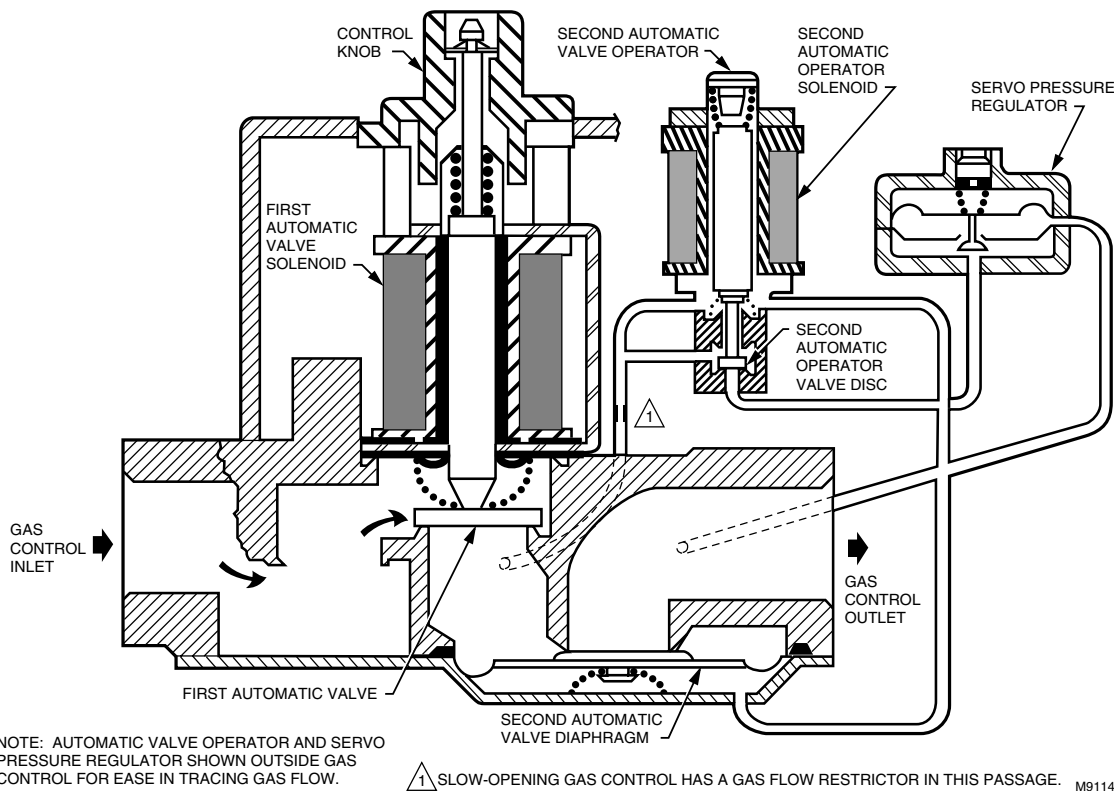 CONTROL
KNOB
SECOND AUTOMATIC
VALVE OPERATOR
SECOND
AUTOMATIC
OPERATOR
SOLENOID
SERVO PRESSURE
REGULATOR
FIRST
AUTOMATIC
VALVE
SOLENOID
SECOND
AUTOMATIC
OPERATOR
VALVE DISC
1
GAS
CONTROL
INLET
GAS
CONTROL
OUTLET
FIRST AUTOMATIC VALVE
SECOND AUTOMATIC
VALVE DIAPHRAGM
NOTE: AUTOMATIC VALVE OPERATOR AND SERVO
PRESSURE REGULATOR SHOWN OUTSIDE GAS
CONTROL FOR EASE IN TRACING GAS FLOW.
1 SLOW-OPENING GAS CONTROL HAS A GAS FLOW RESTRICTOR IN THIS PASSAGE.
M9114